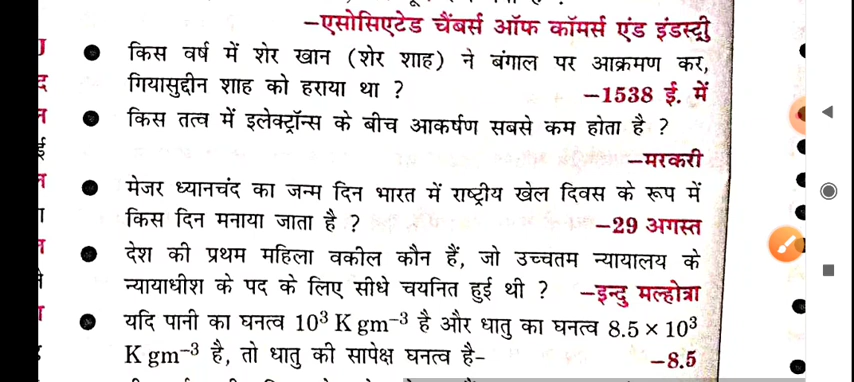 –एसोसिएटेड चैंबर्स ऑफ कॉमर्स एंड इंडस्ट्री
● किस वर्ष में शेर खान (शेर शाह) ने बंगाल पर आक्रमण कर,
गियासुद्दीन शाह को हराया था ? –1538 ई. में
● किस तत्व में इलेक्ट्रॉन्स के बीच आकर्षण सबसे कम होता है ?
–मरकरी
● मेजर ध्यानचंद का जन्म दिन भारत में राष्ट्रीय खेल दिवस के रूप में
किस दिन मनाया जाता है ? –29 अगस्त
● देश की प्रथम महिला वकील कौन हैं, जो उच्चतम न्यायालय के
न्यायाधीश के पद के लिए सीधे चयनित हुई थी ? –इन्दु मल्होत्रा
● यदि पानी का घनत्व 10³ K gm⁻³ है और धातु का घनत्व 8.5 × 10³
K gm⁻³ है, तो धातु की सापेक्ष घनत्व है– –8.5